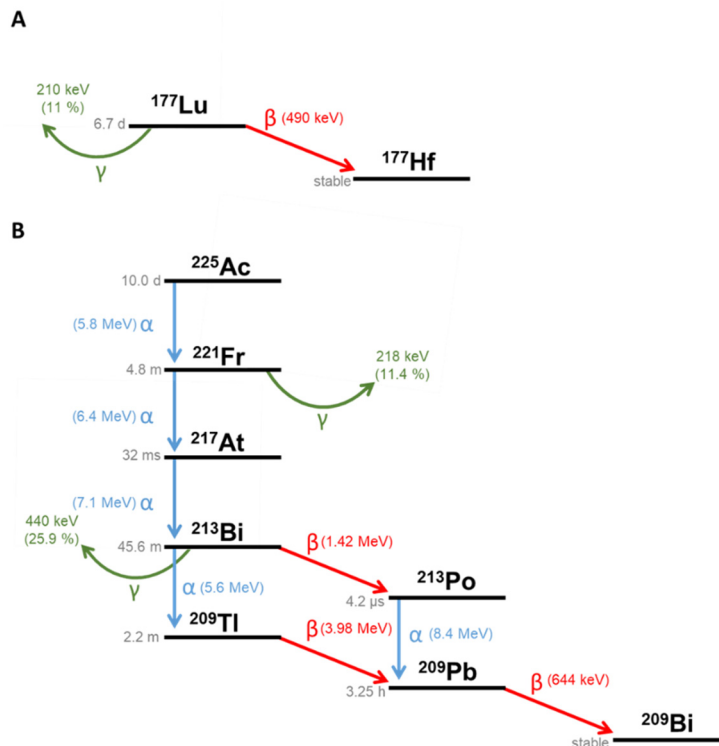 A
210 keV
(11 %)
¹⁷⁷Lu
6.7 d
β (490 keV)
γ
¹⁷⁷Hf
stable
B
²²⁵Ac
10.0 d
(5.8 MeV) α
²²¹Fr
4.8 m
218 keV
(11.4 %)
γ
(6.4 MeV) α
²¹⁷At
32 ms
(7.1 MeV) α
440 keV
(25.9 %)
²¹³Bi
45.6 m
β (1.42 MeV)
γ
α (5.6 MeV)
²¹³Po
4.2 µs
²⁰⁹Tl
2.2 m
β (3.98 MeV)
α (8.4 MeV)
²⁰⁹Pb
3.25 h
β (644 keV)
²⁰⁹Bi
stable